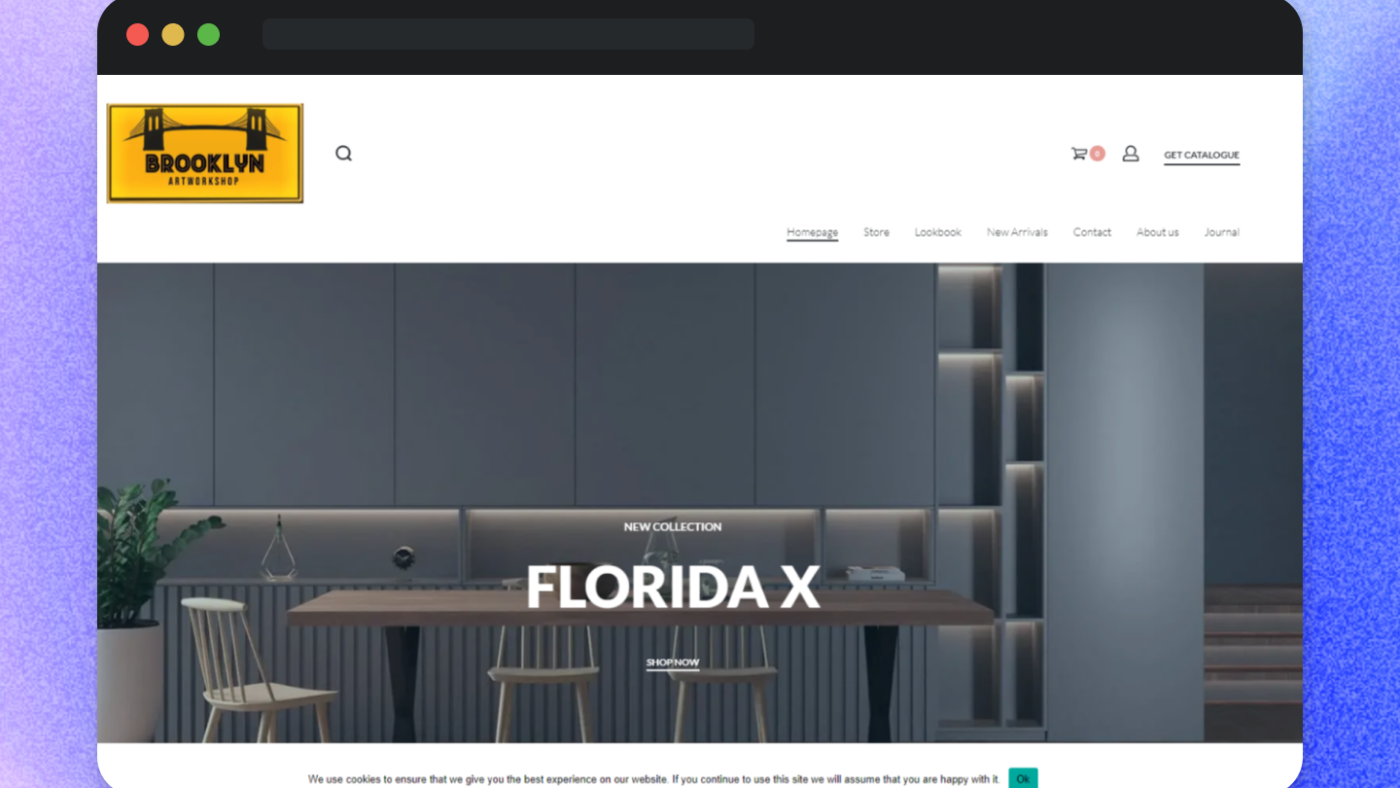 BROOKLYN
ARTWORKSHOP
0
GET CATALOGUE
Homepage Store Lookbook New Arrivals Contact About us Journal
NEW COLLECTION
FLORIDA X
SHOP NOW
We use cookies to ensure that we give you the best experience on our website. If you continue to use this site we will assume that you are happy with it. Ok